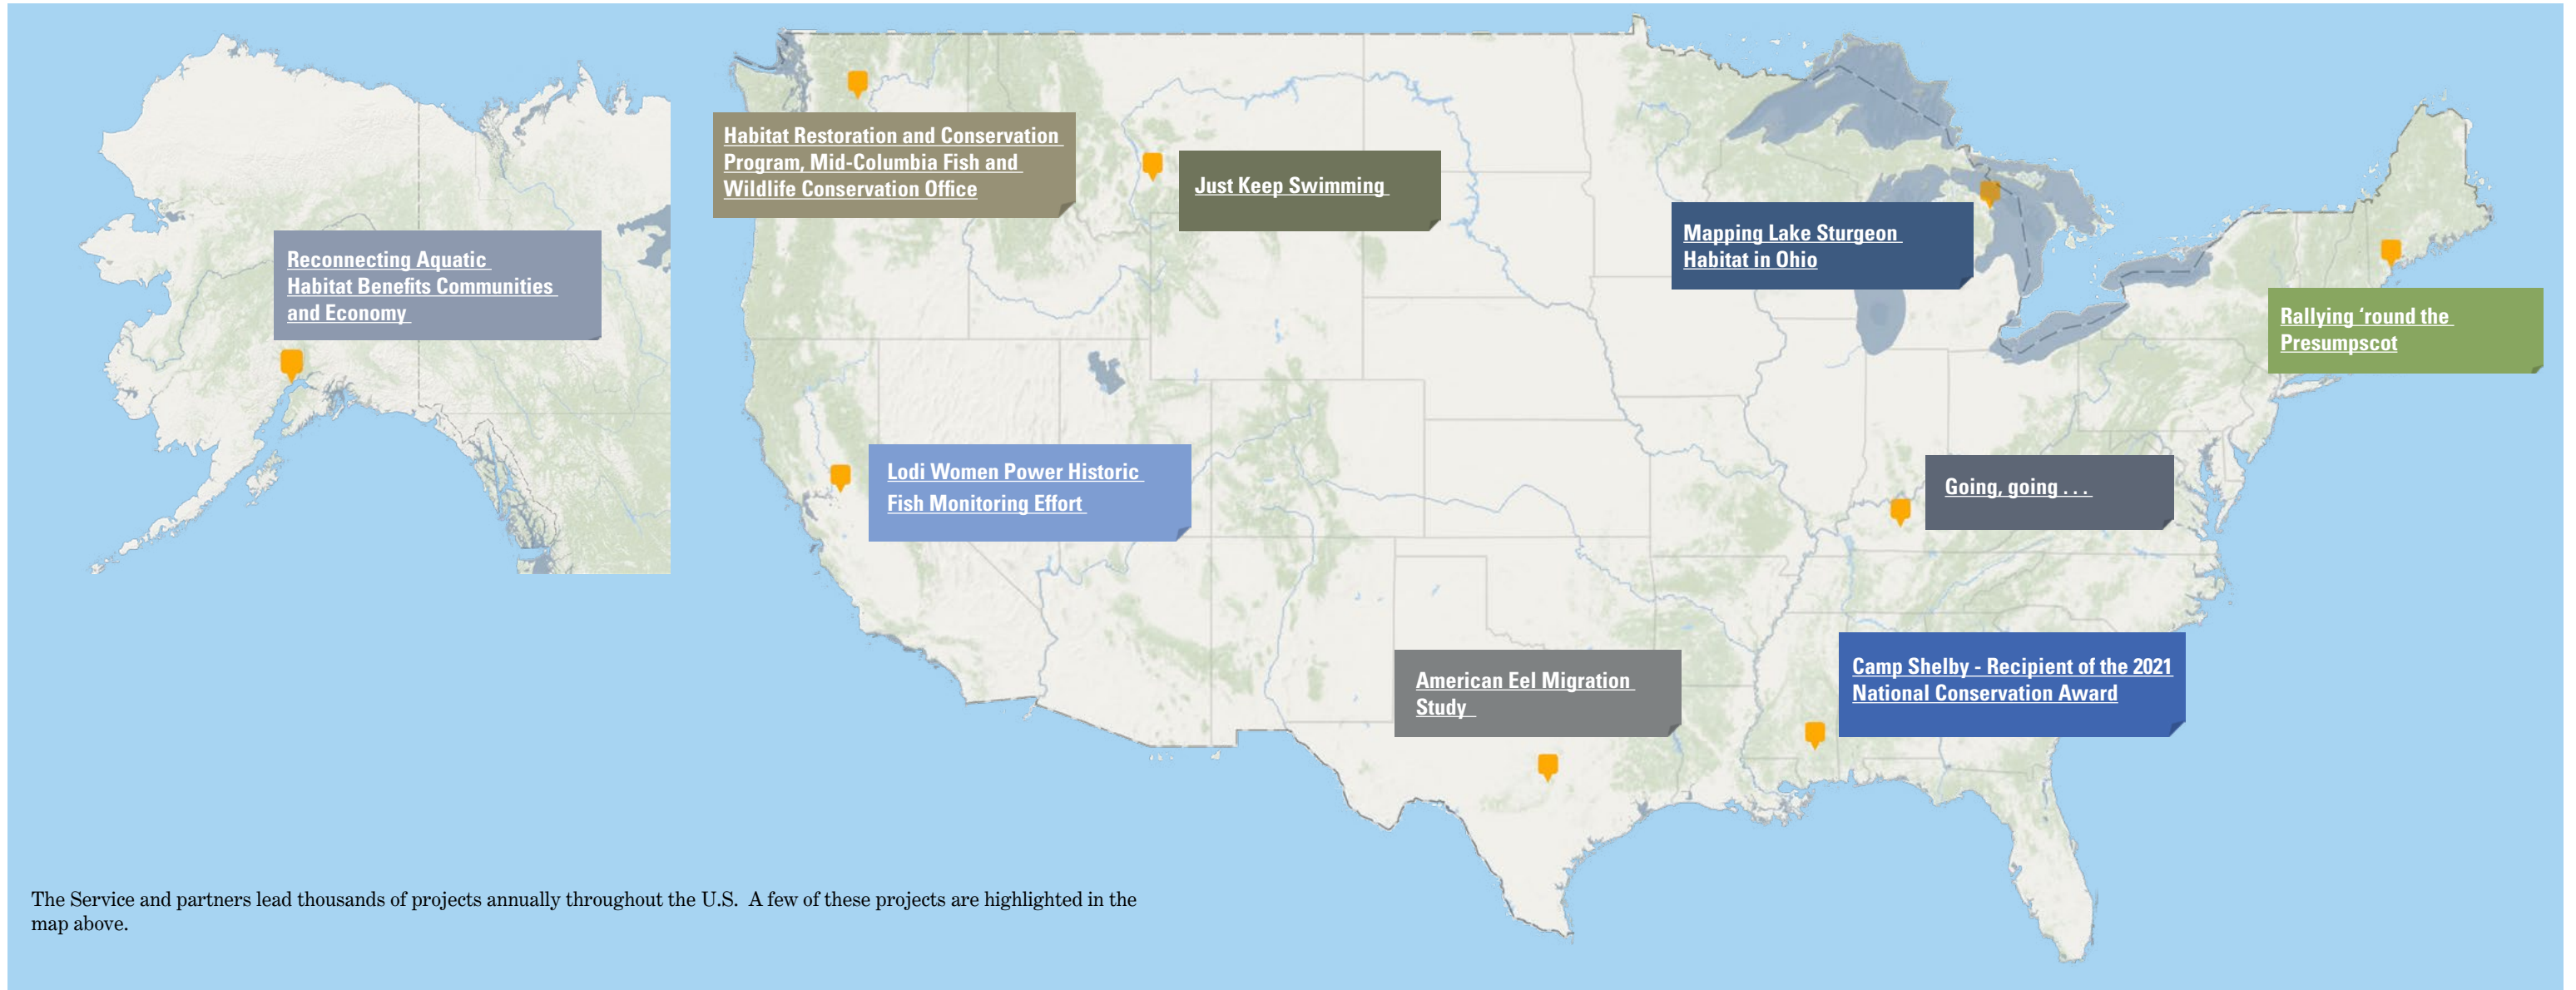 Habitat Restoration and Conservation
Program, Mid-Columbia Fish and
Wildlife Conservation Office
Just Keep Swimming
Mapping Lake Sturgeon
Habitat in Ohio
Reconnecting Aquatic
Habitat Benefits Communities
and Economy
Rallying ‘round the
Presumpscot
Lodi Women Power Historic
Fish Monitoring Effort
Going, going . . .
American Eel Migration
Study
Camp Shelby - Recipient of the 2021
National Conservation Award
The Service and partners lead thousands of projects annually throughout the U.S.  A few of these projects are highlighted in the
map above.